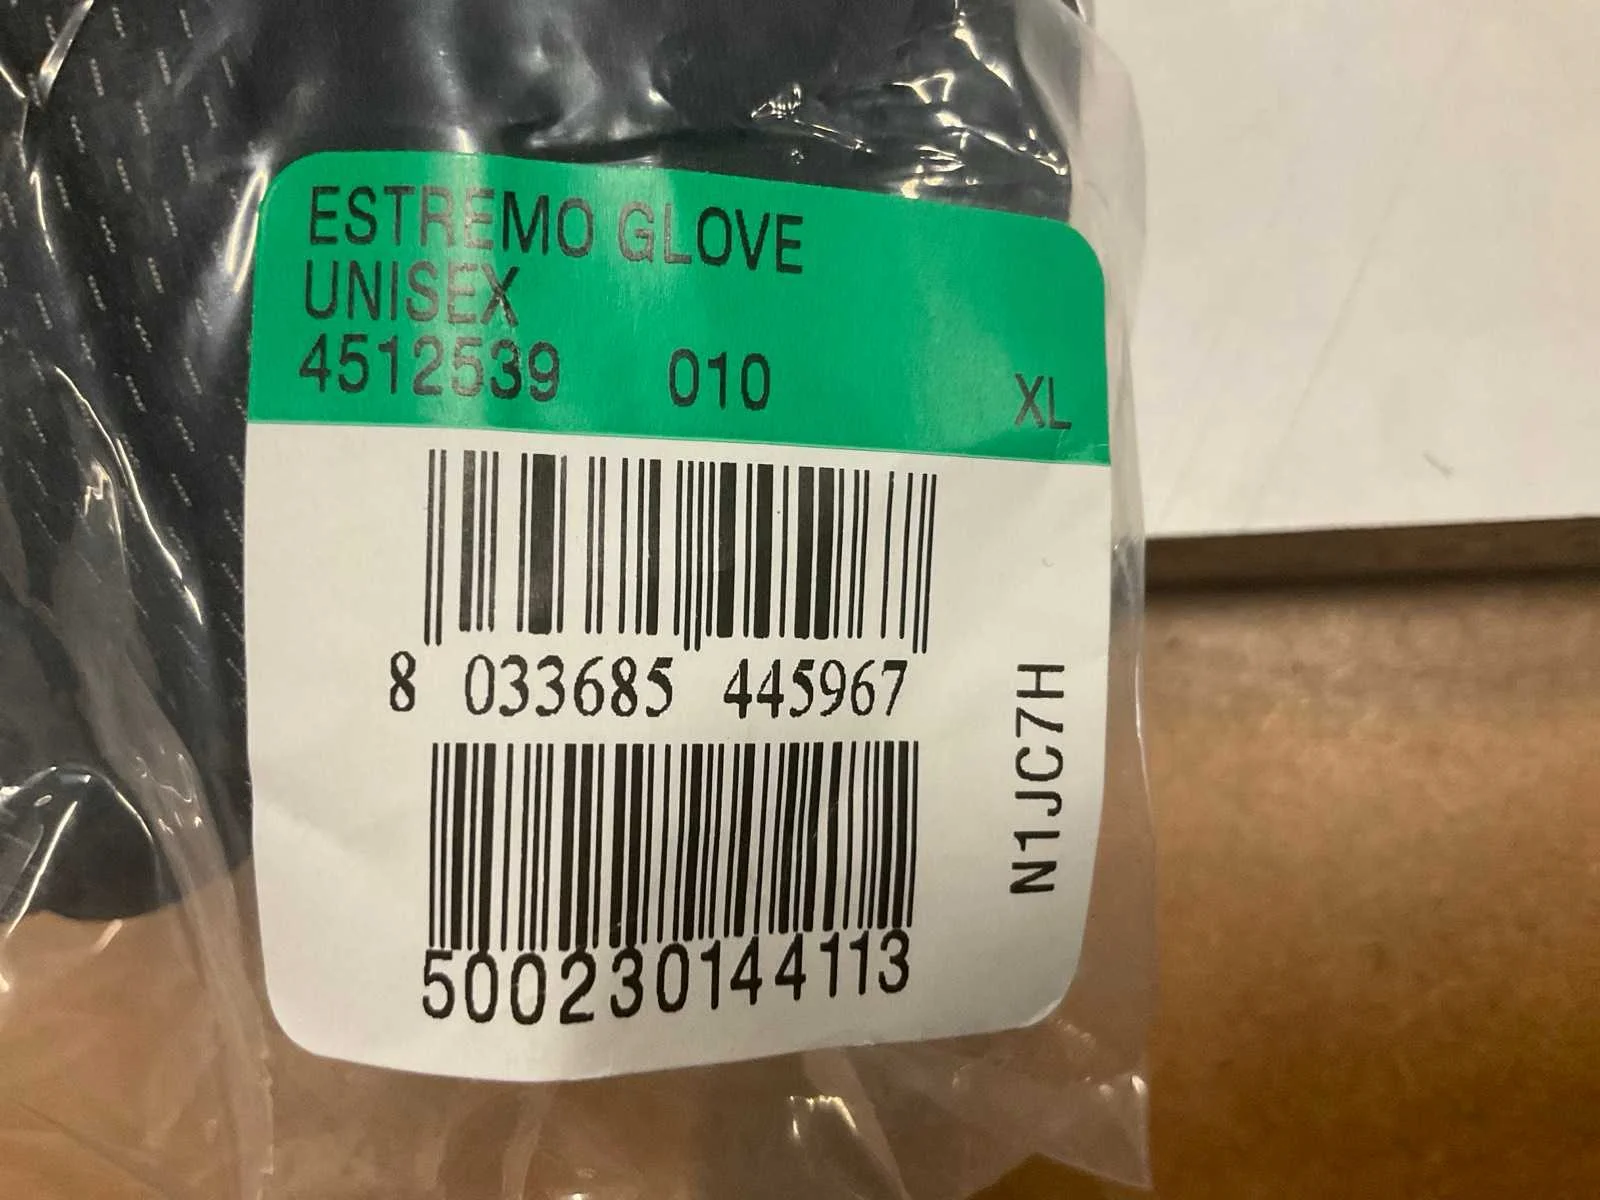 ESTREMO GLOVE
UNISEX
4512539 010 XL
8 033685 445967
N1JC7H
500230144113